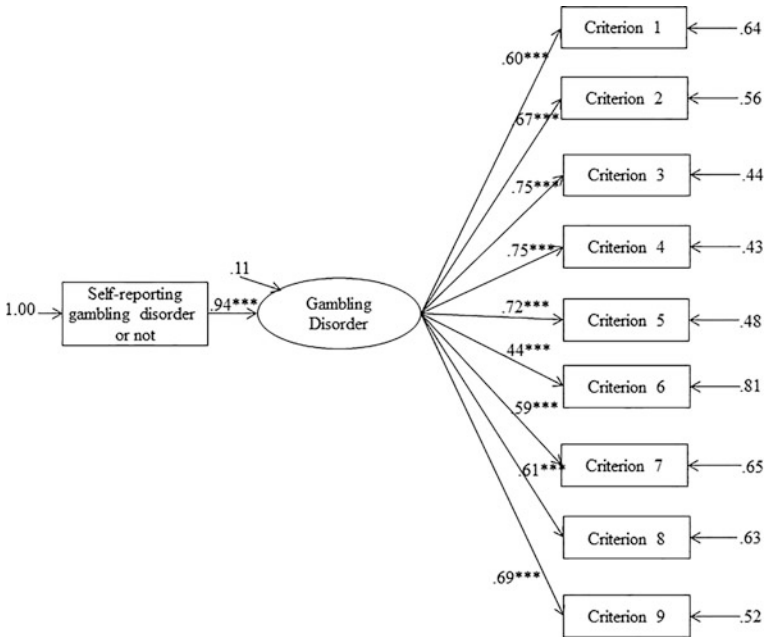 Criterion 1
.64
.60***
Criterion 2
.56
.67***
Criterion 3
.44
.75***
Criterion 4
.43
.75***
.11
1.00
Self-reporting
gambling disorder
or not
.94***
Gambling
Disorder
.72***
Criterion 5
.48
.44***
Criterion 6
.81
.59***
Criterion 7
.65
.61***
Criterion 8
.63
.69***
Criterion 9
.52